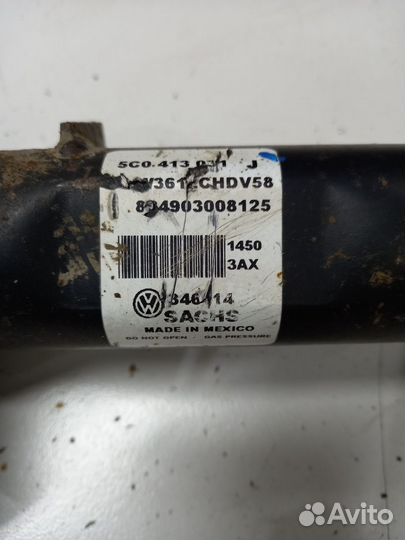 5C0 413 031 J
CHDV58
894903008125
1450
3AX
346414
SACHS
MADE IN MEXICO
DO NOT OPEN - GAS PRESSURE
Avito